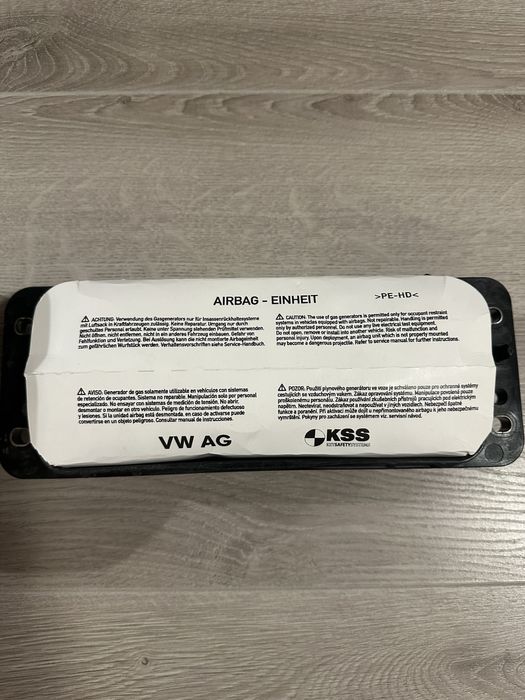 AIRBAG - EINHEIT
>PE-HD<
ACHTUNG: Verwendung des Gasgenerators nur für Insassenrückhaltesysteme
mit Luftsack in Kraftfahrzeugen zulässig. Keine Reparatur. Umgang nur durch
geschultes Personal erlaubt. Keine unter Spannung stehenden Prüfmittel verwenden.
Nicht öffnen, nicht entfernen, nicht in ein anderes Fahrzeug einbauen. Gefahr von
Fehlfunktion und Verletzung. Bei Auslösung kann die nicht montierte Airbageinheit
zum gefährlichen Wurfstück werden. Verhaltensvorschriften siehe Service-Handbuch.
CAUTION: The use of gas generators is permitted only for occupant restraint
systems in vehicles equipped with airbags. Not repairable. Handling is permitted
only by authorized personnel. Do not use any live electrical test equipment.
Do not open, remove or install into another vehicle. Risk of malfunction and
personal injury. Upon deployment, an airbag unit which is not properly mounted
may become a dangerous projectile. Refer to service manual for further instructions.
AVISO: Generador de gas solamente utilizable en vehículos con sistemas
de retención de ocupantes. Sistema no reparable. Manipulación solo por personal
especializado. No ensayar con sistemas de medición de tensión. No abrir,
desmontar o montar en otro vehículo. Peligro de funcionamiento defectuoso
y lesiones. Si la unidad airbag está desmontada, en caso de activarse puede
convertirse en un objeto peligroso. Consultar manual de instrucciones.
POZOR: Použití plynového generátoru ve voze je schváleno pouze pro ochranné systémy
cestujících se vzduchovým vakem. Zákaz opravování systému. Manipulace povolená pouze
proškolenému personálu. Zákaz používání zkušebních přístrojů pracujících pod elektrickým
napětím. Neotevírat, neodstraňovat a nepoužívat v jiných vozidlech. Nebezpečí špatné
funkce a poranění. Při aktivaci může dojít u nepřimontovaného airbagu k jeho nebezpečnému
vymrštění. Pokyny pro zacházení se systémem viz. servisní návod.
VW AG
KSS
KEYSAFETYSYSTEMS